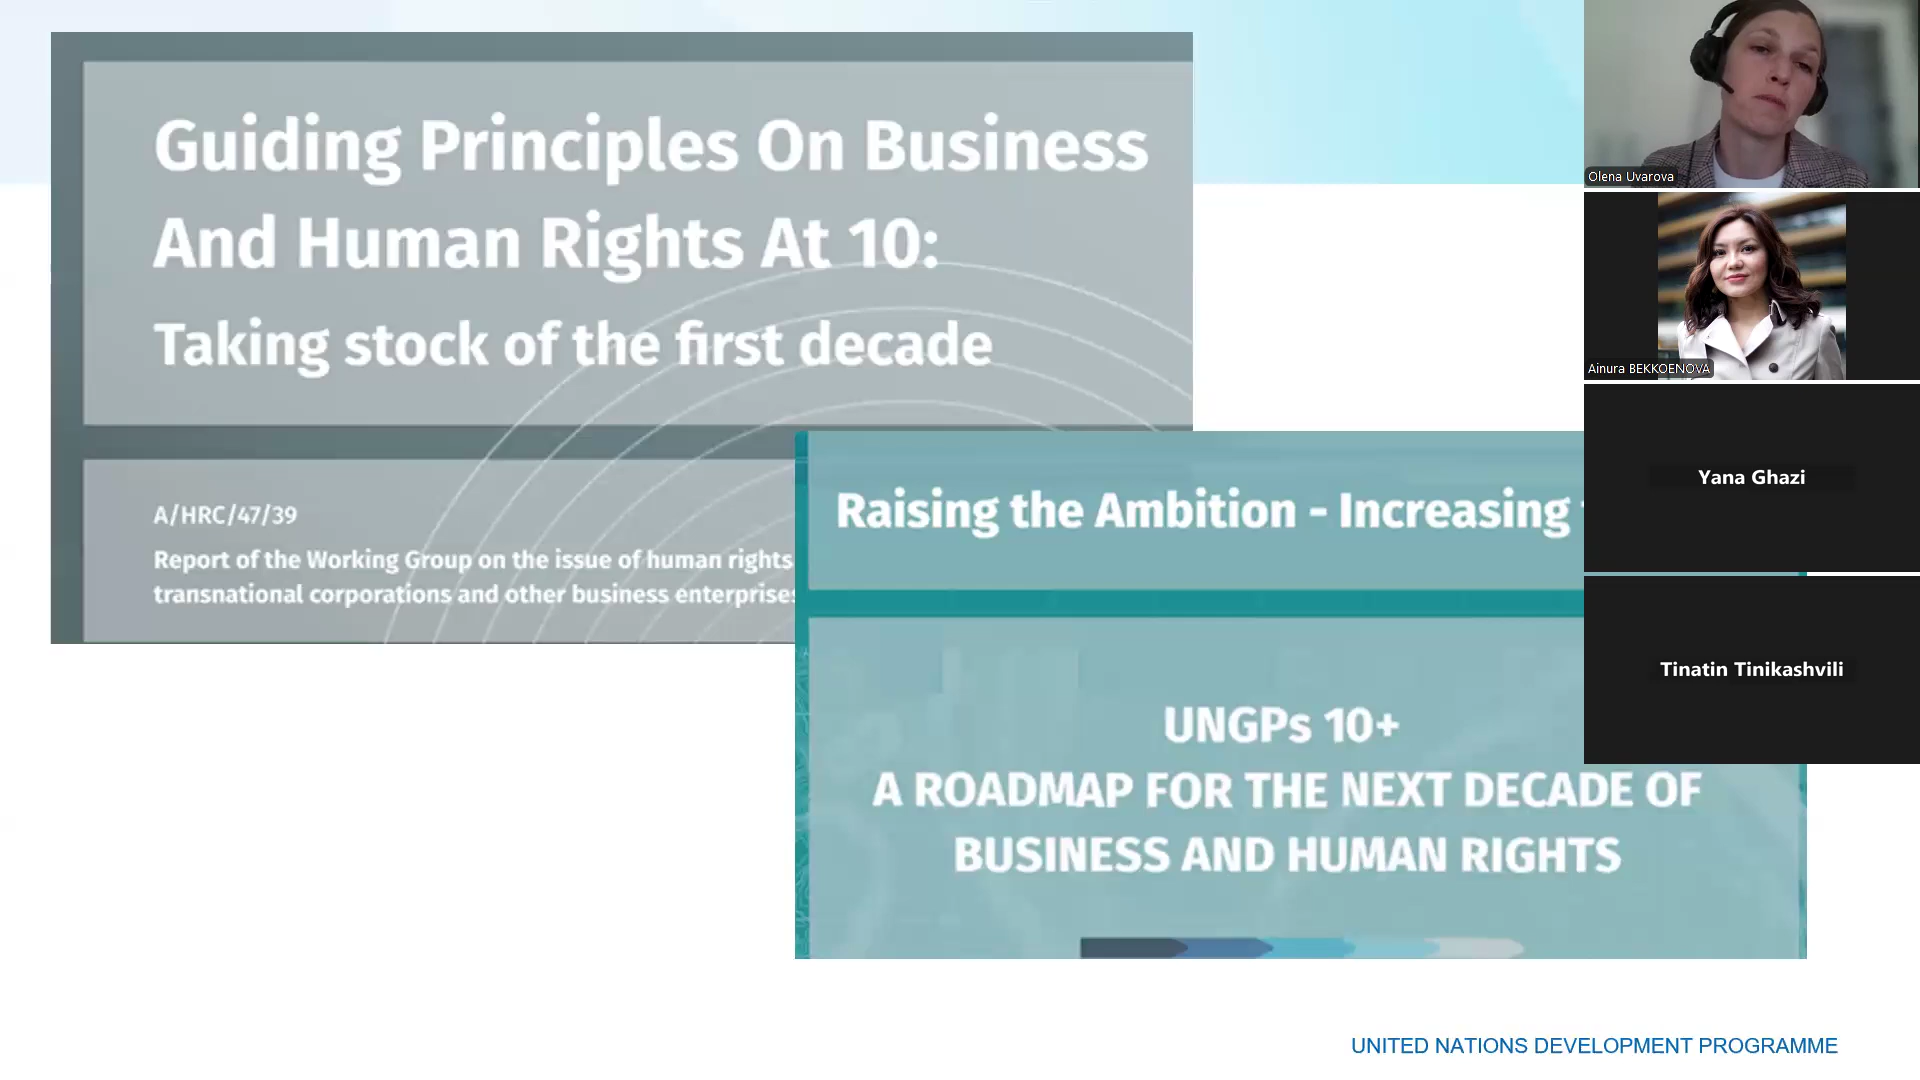 Guiding Principles On Business
And Human Rights At 10:
Taking stock of the first decade
A/HRC/47/39
Report of the Working Group on the issue of human rights
transnational corporations and other business enterprises
Raising the Ambition - Increasing
UNGPs 10+
A ROADMAP FOR THE NEXT DECADE OF
BUSINESS AND HUMAN RIGHTS
UNITED NATIONS DEVELOPMENT PROGRAMME
Olena Uvarova
Ainura BEKKOENOVA
Yana Ghazi
Tinatin Tinikashvili